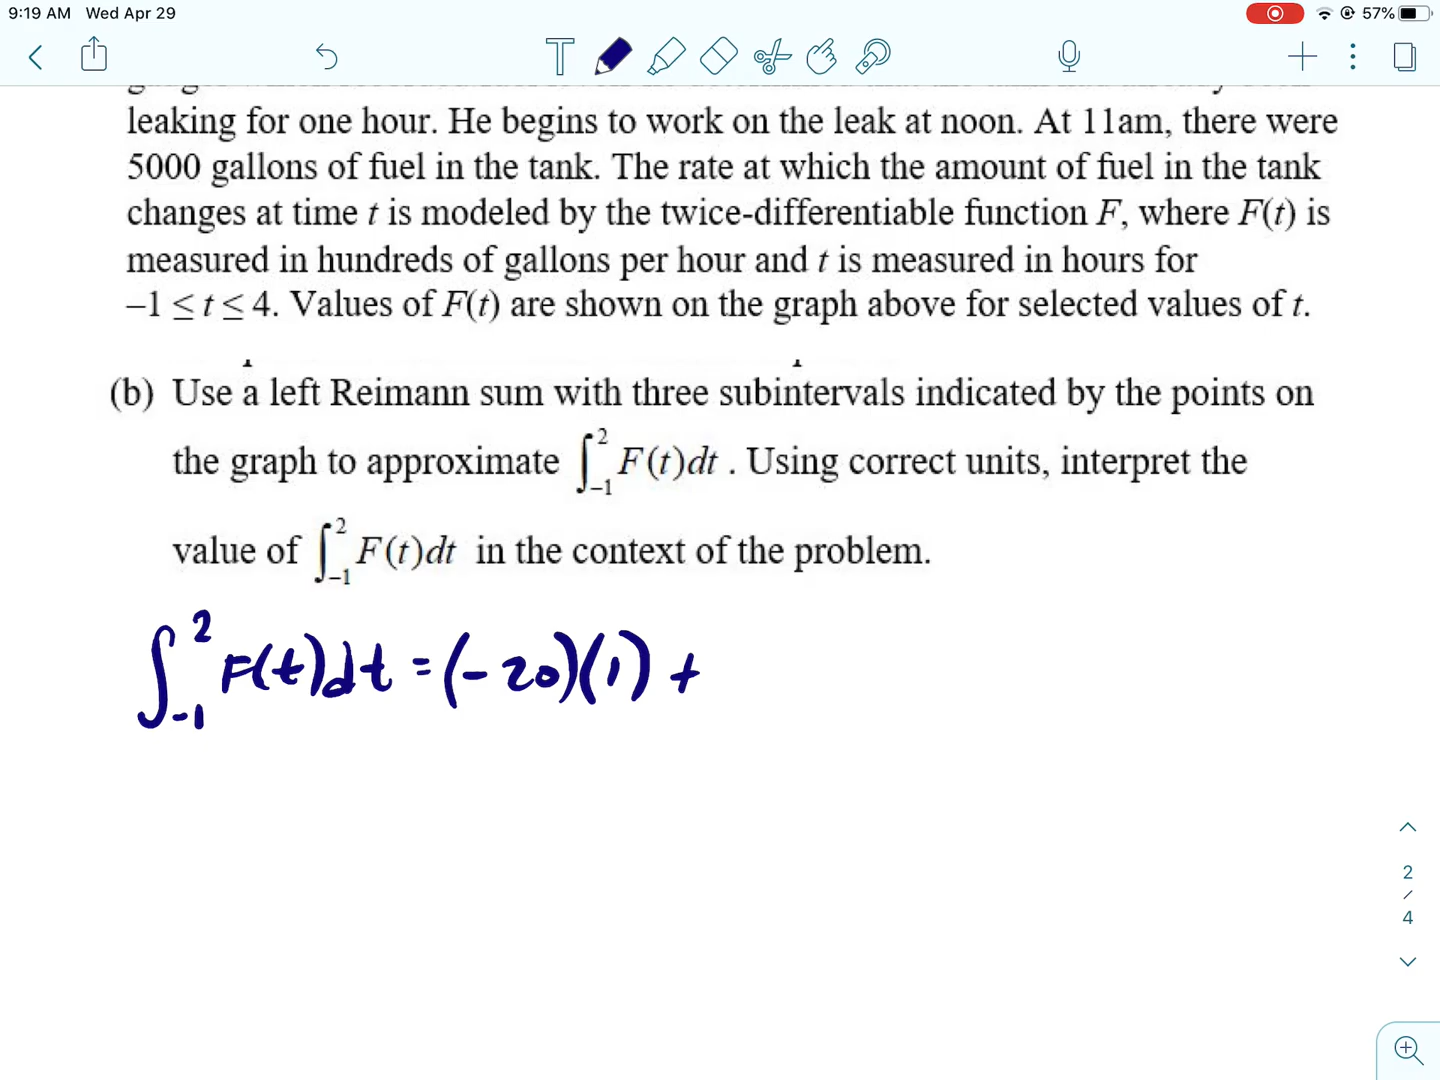 9:19 AM Wed Apr 29 57%
T
leaking for one hour. He begins to work on the leak at noon. At 11am, there were
5000 gallons of fuel in the tank. The rate at which the amount of fuel in the tank
changes at time t is modeled by the twice-differentiable function F, where F(t) is
measured in hundreds of gallons per hour and t is measured in hours for
−1 ≤ t ≤ 4. Values of F(t) are shown on the graph above for selected values of t.
(b) Use a left Reimann sum with three subintervals indicated by the points on
the graph to approximate ∫_{−1}^{2} F(t)dt . Using correct units, interpret the
value of ∫_{−1}^{2} F(t)dt in the context of the problem.
∫_{-1}^{2} F(t)dt = (-20)(1) +
2
/
4